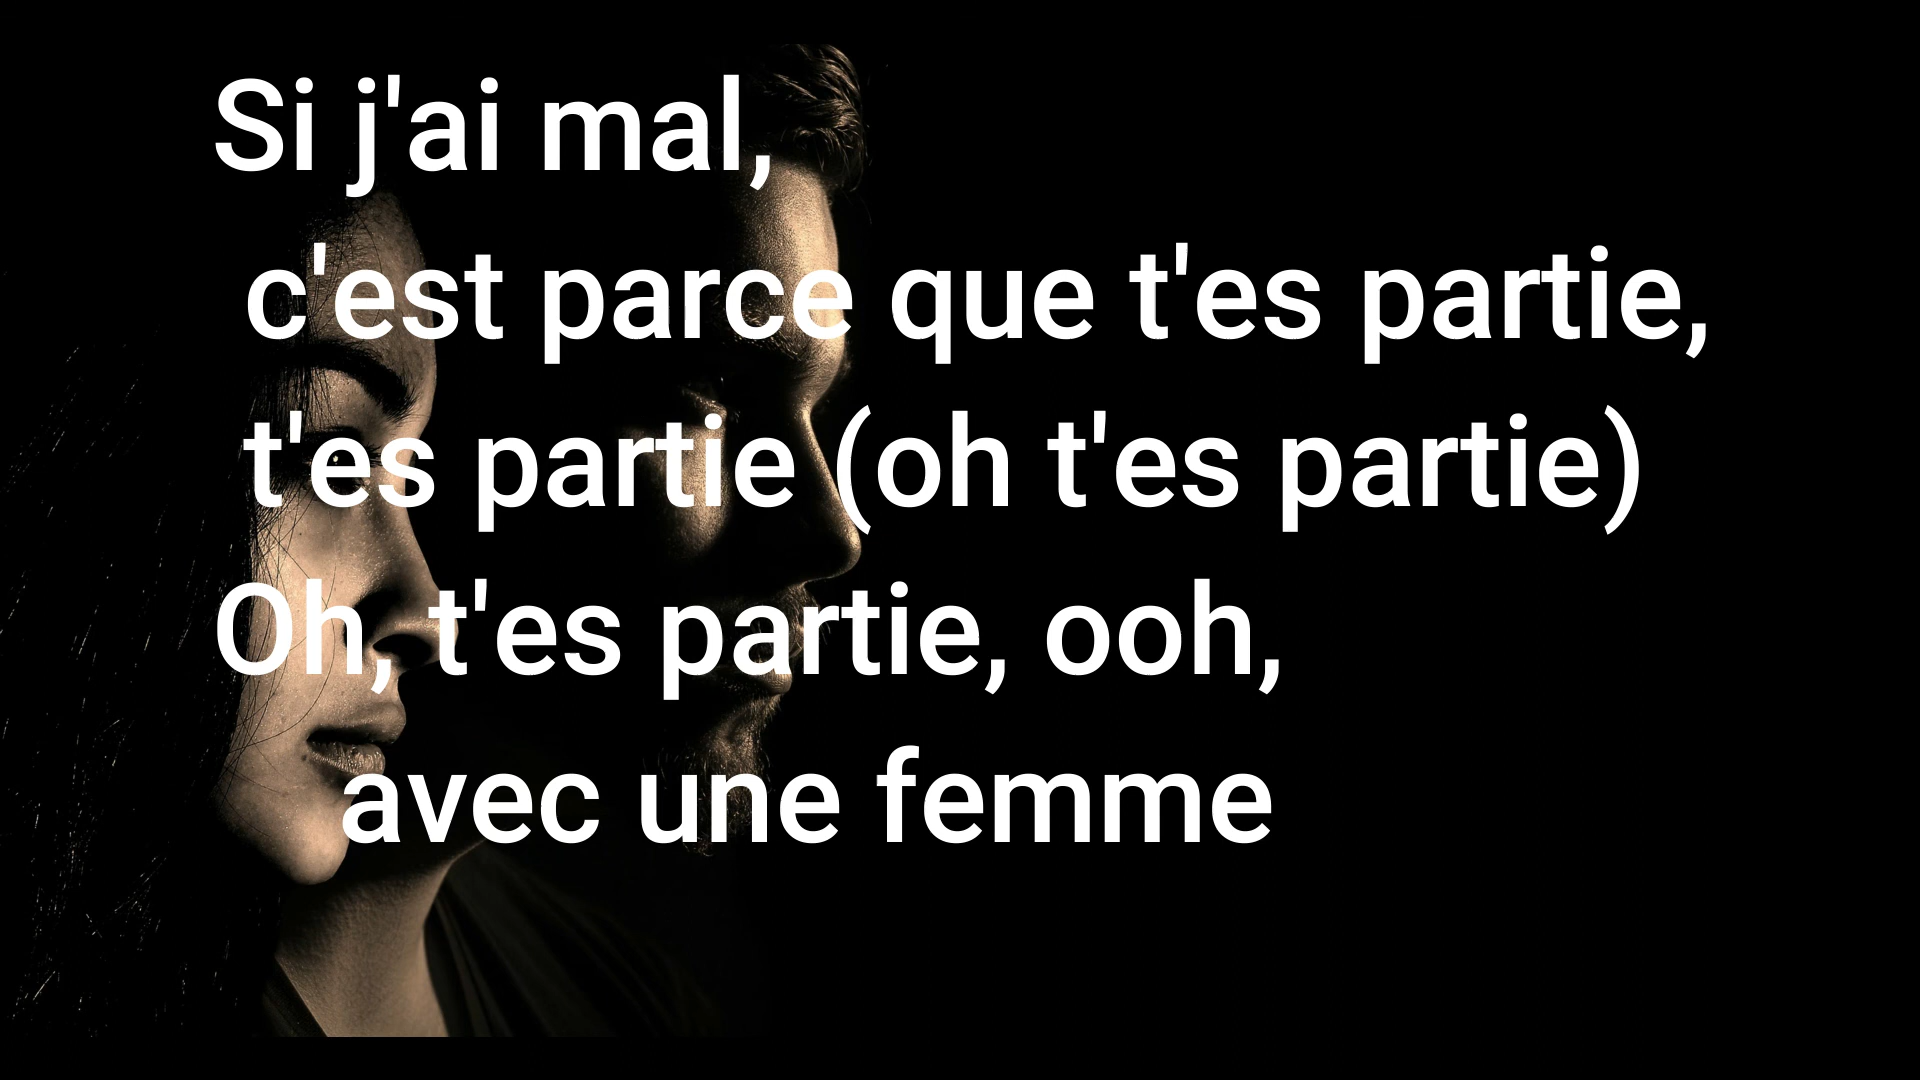 Si j'ai mal,
c'est parce que t'es partie,
t'es partie (oh t'es partie)
Oh, t'es partie, ooh,
avec une femme